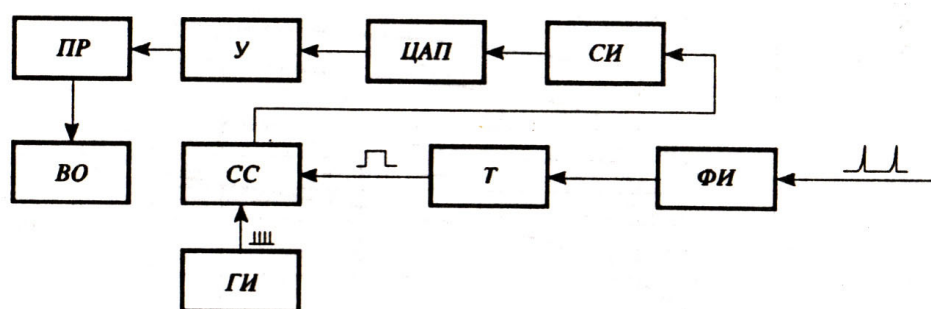 ПР
У
ЦАП
СИ
ВО
СС
Т
ФИ
ГИ